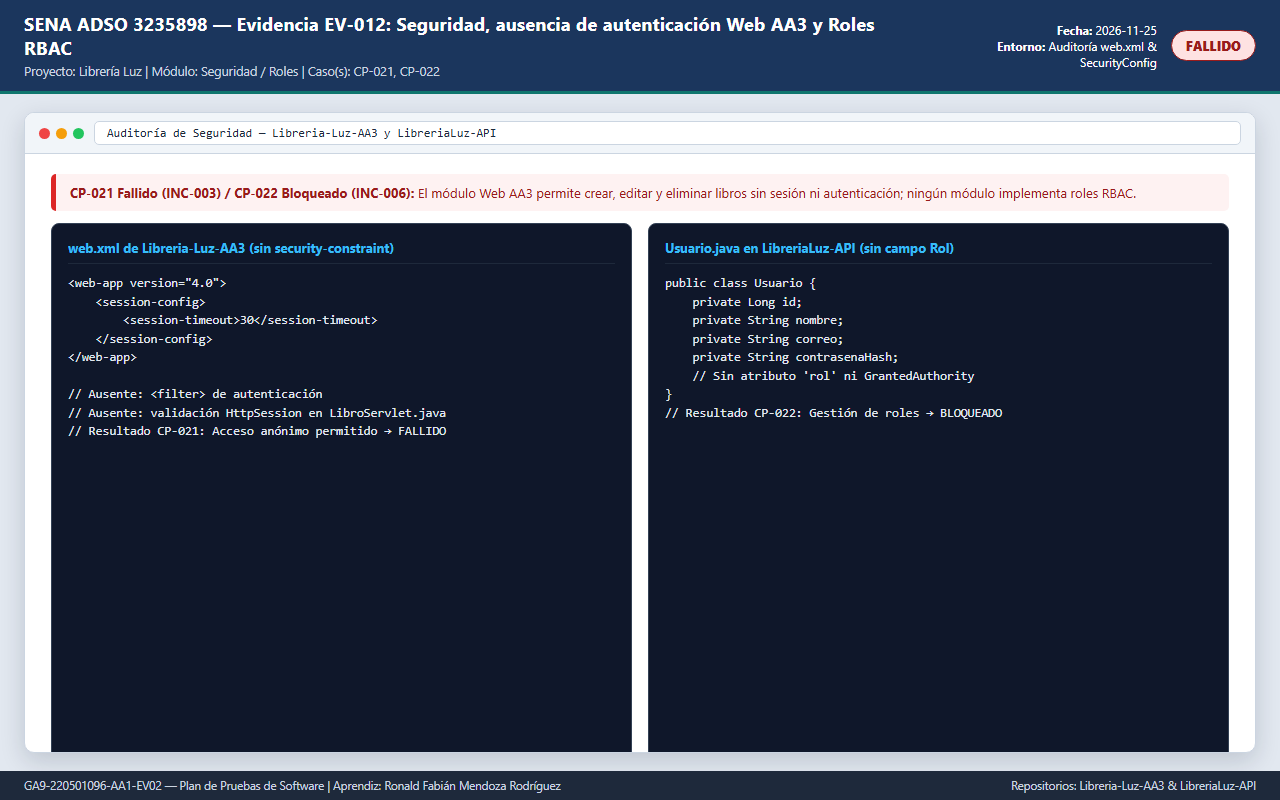 SENA ADSO 3235898 — Evidencia EV-012: Seguridad, ausencia de autenticación Web AA3 y Roles
RBAC
Proyecto: Librería Luz | Módulo: Seguridad / Roles | Caso(s): CP-021, CP-022
Fecha: 2026-11-25
Entorno: Auditoría web.xml &
SecurityConfig
FALLIDO
Auditoría de Seguridad — Libreria-Luz-AA3 y LibreriaLuz-API
CP-021 Fallido (INC-003) / CP-022 Bloqueado (INC-006): El módulo Web AA3 permite crear, editar y eliminar libros sin sesión ni autenticación; ningún módulo implementa roles RBAC.
web.xml de Libreria-Luz-AA3 (sin security-constraint)
<web-app version="4.0">
    <session-config>
        <session-timeout>30</session-timeout>
    </session-config>
</web-app>
// Ausente: <filter> de autenticación
// Ausente: validación HttpSession en LibroServlet.java
// Resultado CP-021: Acceso anónimo permitido → FALLIDO
Usuario.java en LibreriaLuz-API (sin campo Rol)
public class Usuario {
    private Long id;
    private String nombre;
    private String correo;
    private String contrasenaHash;
    // Sin atributo 'rol' ni GrantedAuthority
}
// Resultado CP-022: Gestión de roles → BLOQUEADO
GA9-220501096-AA1-EV02 — Plan de Pruebas de Software | Aprendiz: Ronald Fabián Mendoza Rodríguez
Repositorios: Libreria-Luz-AA3 & LibreriaLuz-API